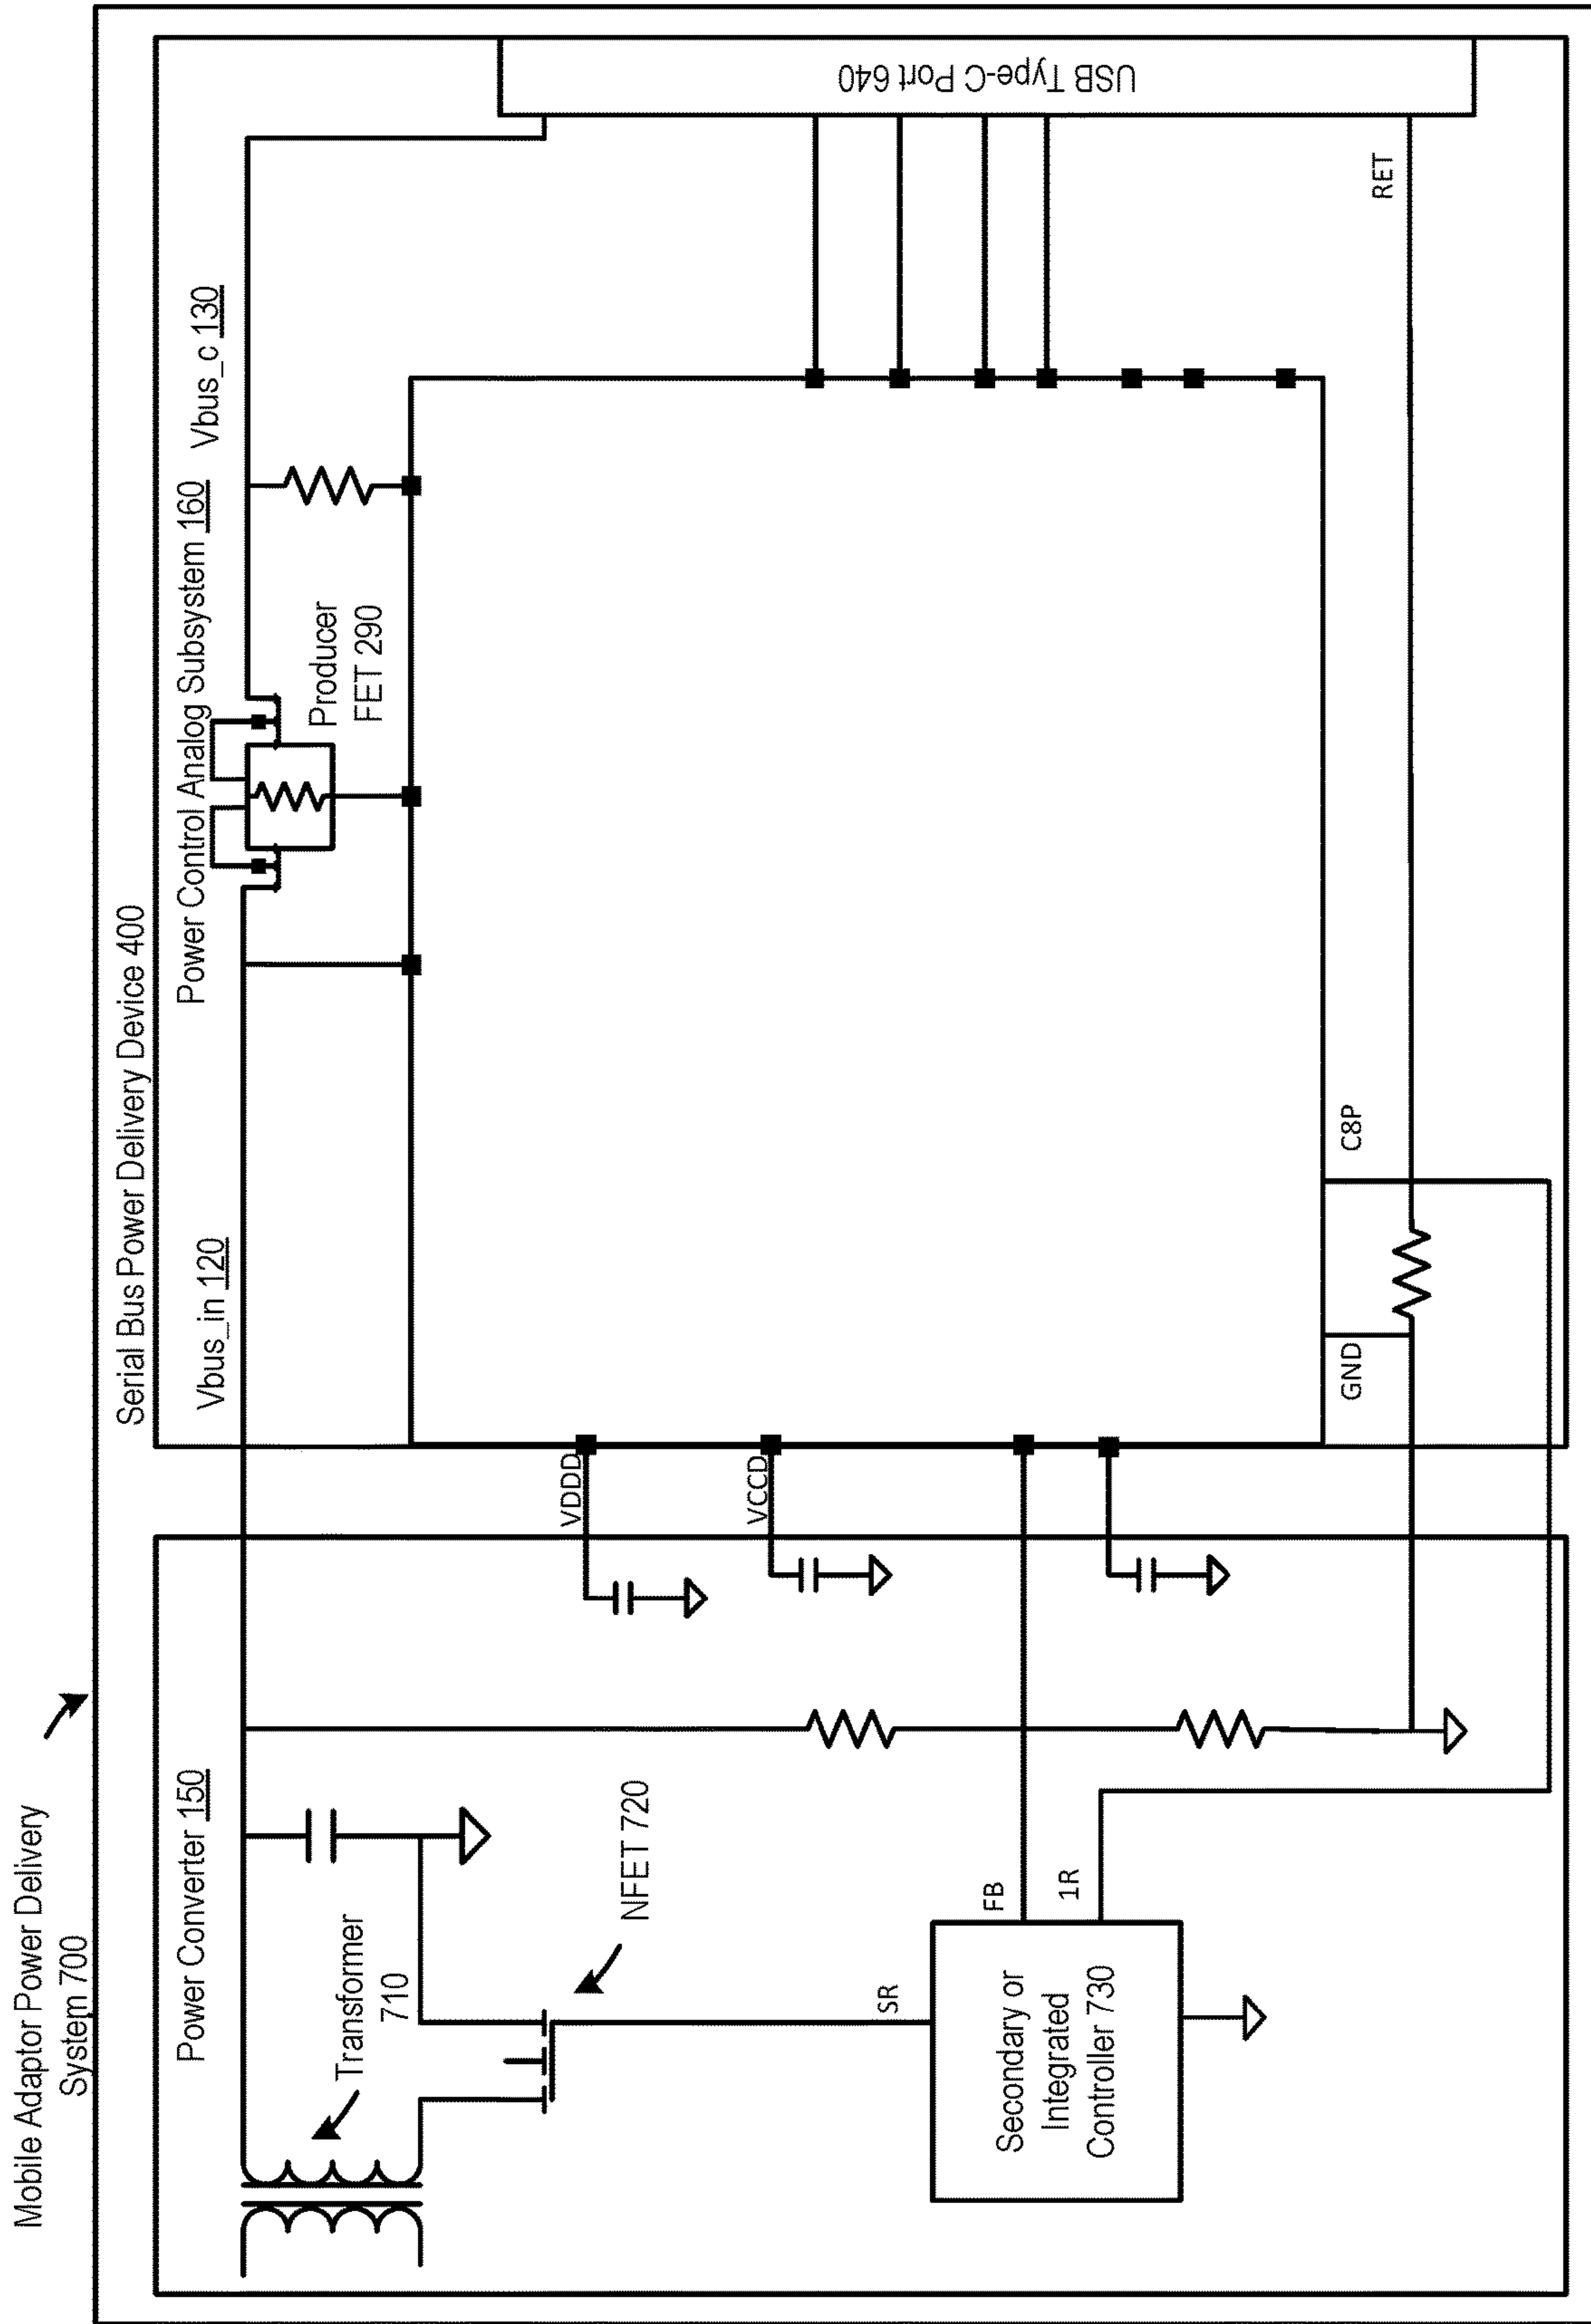 Mobile Adaptor Power Delivery
System 700
Serial Bus Power Delivery Device 400
Power Converter 150
Vbus_in 120
Power Control Analog Subsystem 160
Vbus_c 130
Transformer
710
NFET 720
Producer
FET 290
VDDD
VCCD
SR
FB
1R
Secondary or
Integrated
Controller 730
GND
C8P
RET
USB Type-C Port 640